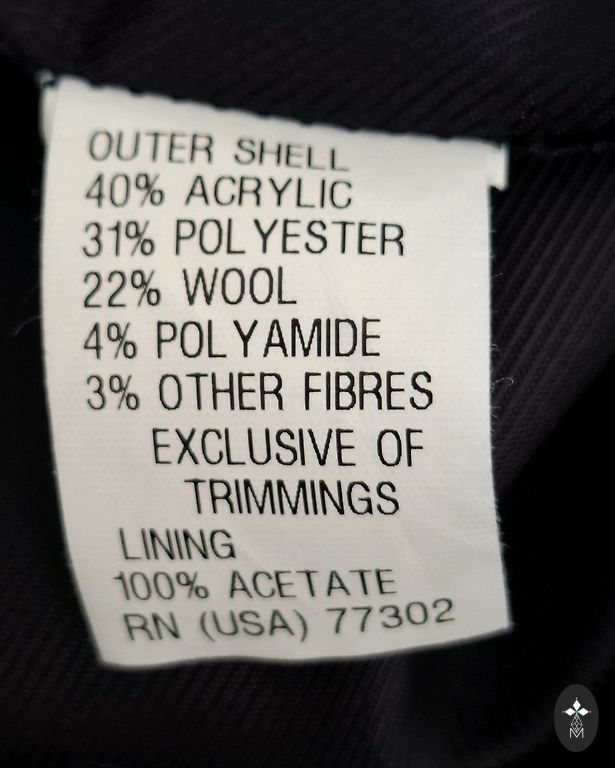 OUTER SHELL
40% ACRYLIC
31% POLYESTER
22% WOOL
4% POLYAMIDE
3% OTHER FIBRES
EXCLUSIVE OF
TRIMMINGS
LINING
100% ACETATE
RN (USA) 77302
M